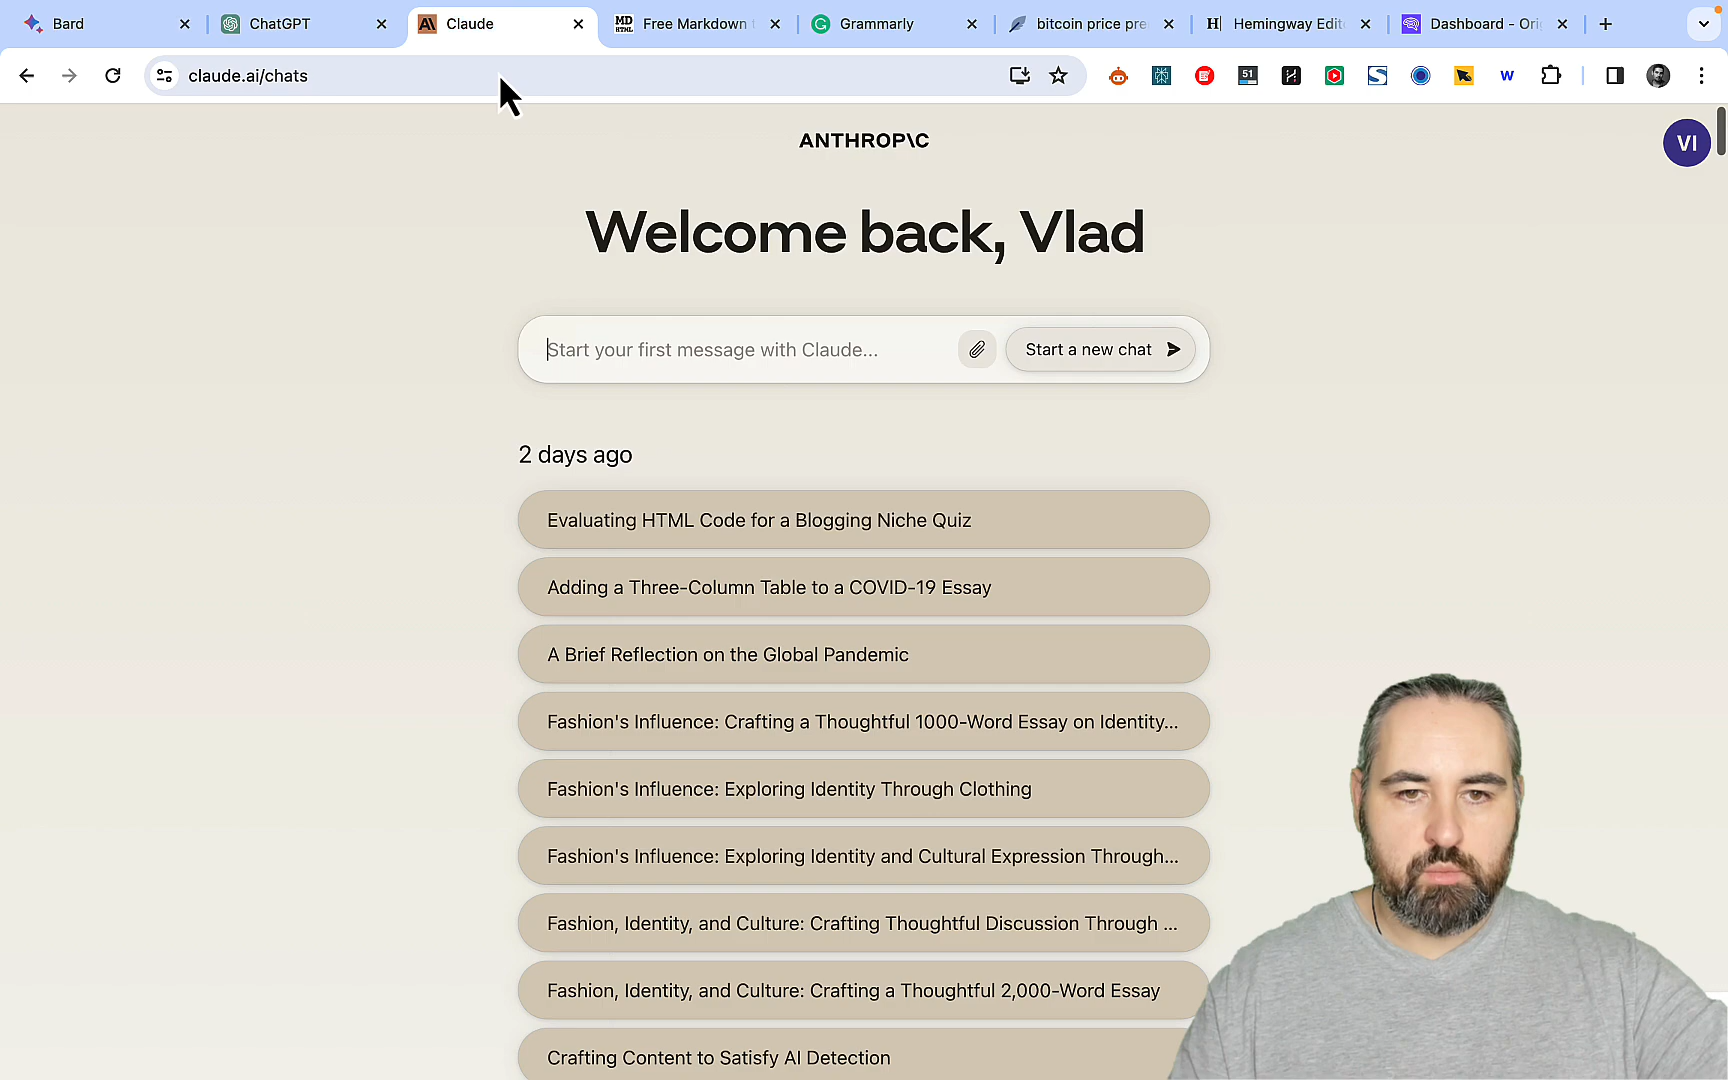 Bard
ChatGPT
Claude
Free Markdown t
Grammarly
bitcoin price pre
Hemingway Edit
Dashboard - Ori
claude.ai/chats
51
W
ANTHROP\C
VI
Welcome back, Vlad
Start your first message with Claude...
Start a new chat
2 days ago
Evaluating HTML Code for a Blogging Niche Quiz
Adding a Three-Column Table to a COVID-19 Essay
A Brief Reflection on the Global Pandemic
Fashion's Influence: Crafting a Thoughtful 1000-Word Essay on Identity...
Fashion's Influence: Exploring Identity Through Clothing
Fashion's Influence: Exploring Identity and Cultural Expression Through...
Fashion, Identity, and Culture: Crafting Thoughtful Discussion Through ...
Fashion, Identity, and Culture: Crafting a Thoughtful 2,000-Word Essay
Crafting Content to Satisfy AI Detection